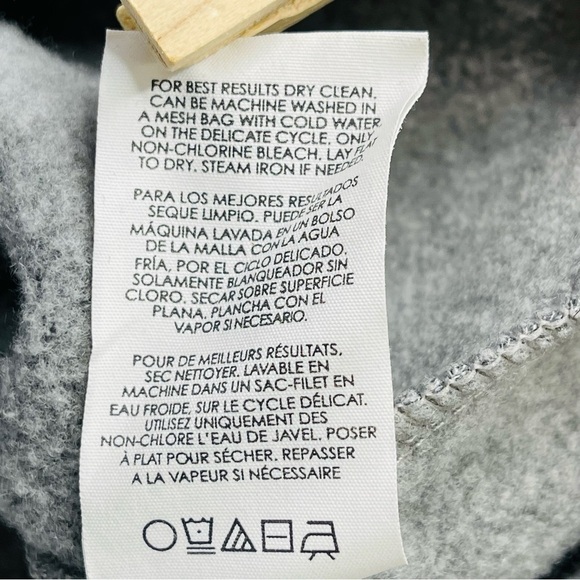 FOR BEST RESULTS DRY CLEAN.
CAN BE MACHINE WASHED IN
A MESH BAG WITH COLD WATER
ON THE DELICATE CYCLE. ONLY
NON-CHLORINE BLEACH. LAY FLAT
TO DRY. STEAM IRON IF NEEDED.
PARA LOS MEJORES RESULTADOS
SEQUE LIMPIO. PUEDE SER LA
MÁQUINA LAVADA EN UN BOLSO
DE LA MALLA CON LA AGUA
FRÍA, POR EL CICLO DELICADO.
SOLAMENTE BLANQUEADOR SIN
CLORO. SECAR SOBRE SUPERFICIE
PLANA. PLANCHA CON EL
VAPOR SI NECESARIO.
POUR DE MEILLEURS RÉSULTATS,
SEC NETTOYER. LAVABLE EN
MACHINE DANS UN SAC-FILET EN
EAU FROIDE, SUR LE CYCLE DÉLICAT.
UTILISEZ UNIQUEMENT DES
NON-CHLORE L'EAU DE JAVEL. POSER
À PLAT POUR SÉCHER. REPASSER
A LA VAPEUR SI NÉCESSAIRE